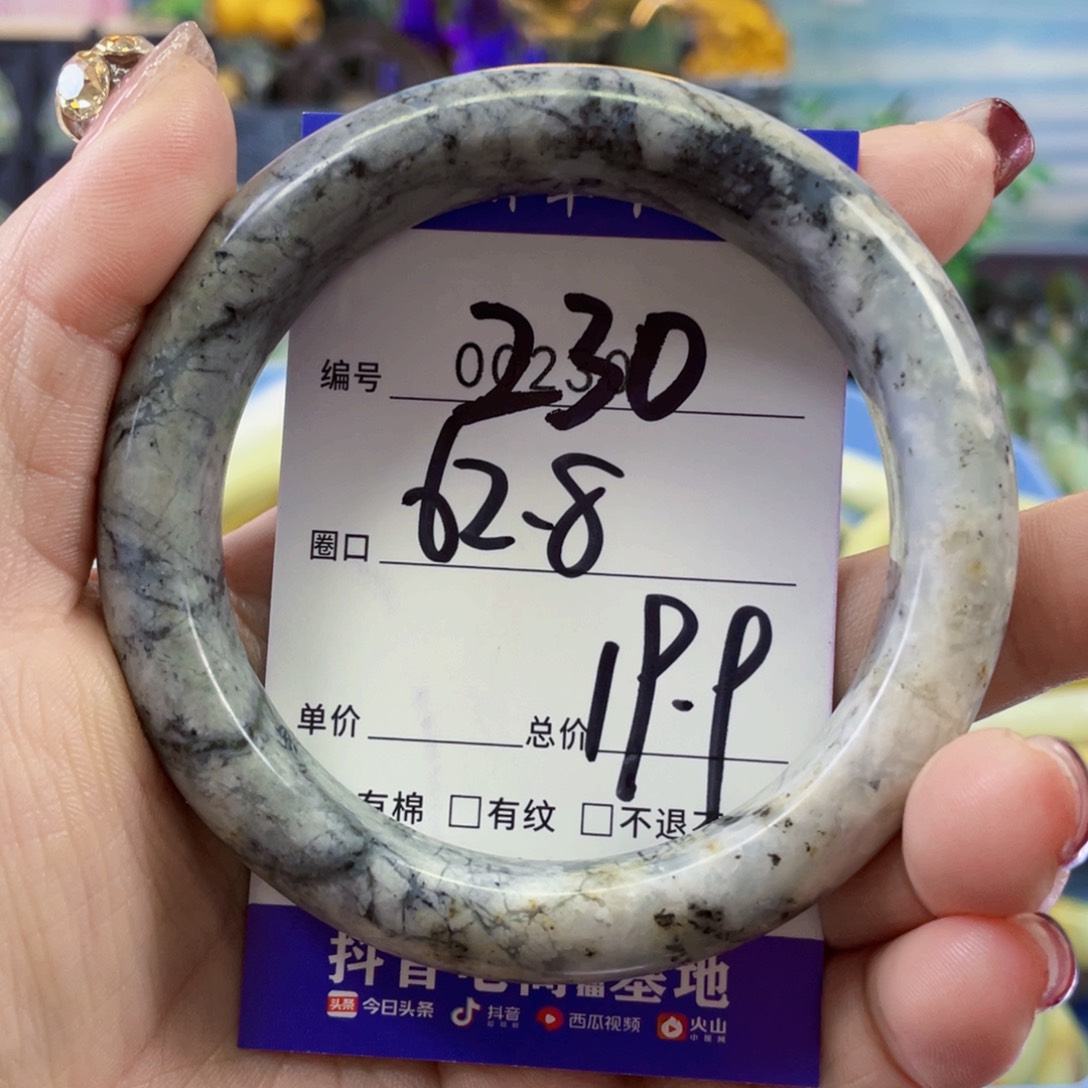 编号 00230 230
圈口 62.8
单价 总价 19.9
有棉 □有纹 □不退
抖音电商直播基地
今日头条 抖音 西瓜视频 火山